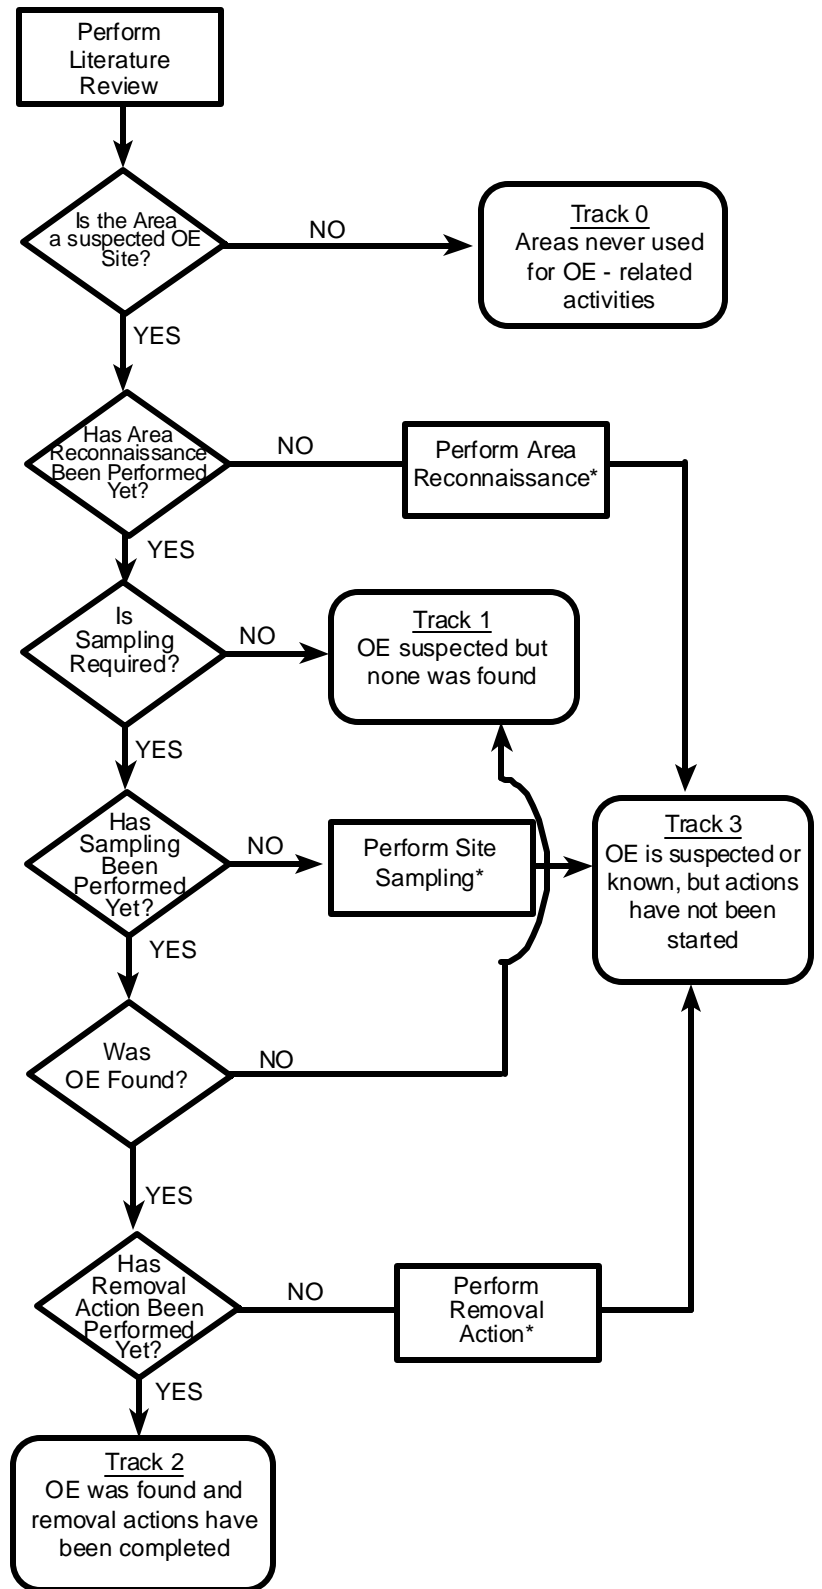 Perform
Literature
Review
Is the Area
a suspected OE
Site?
NO
Track 0
Areas never used
for OE - related
activities
YES
Has Area
Reconnaissance
Been Performed
Yet?
NO
Perform Area
Reconnaissance*
YES
Is
Sampling
Required?
NO
Track 1
OE suspected but
none was found
YES
Has
Sampling
Been
Performed
Yet?
NO
Perform Site
Sampling*
Track 3
OE is suspected or
known, but actions
have not been
started
YES
Was
OE Found?
NO
YES
Has
Removal
Action Been
Performed
Yet?
NO
Perform
Removal
Action*
YES
Track 2
OE was found and
removal actions have
been completed